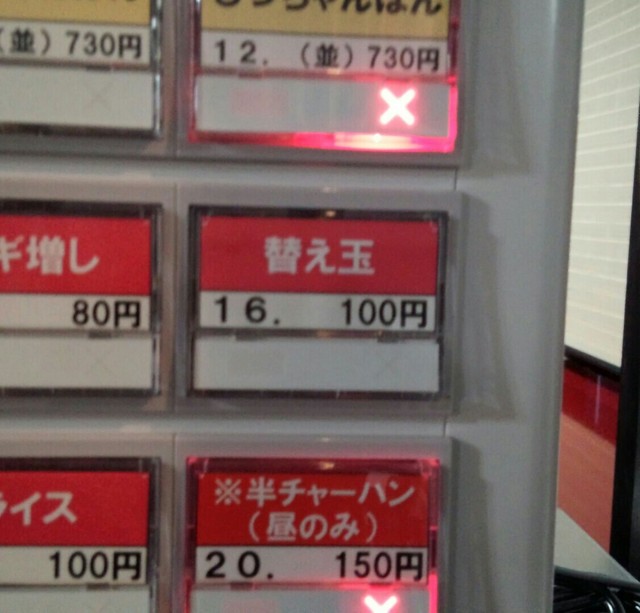 (並) 730円
12. (並) 730円
ギ増し
80円
替え玉
16. 100円
ライス
100円
※半チャーハン
(昼のみ)
20. 150円